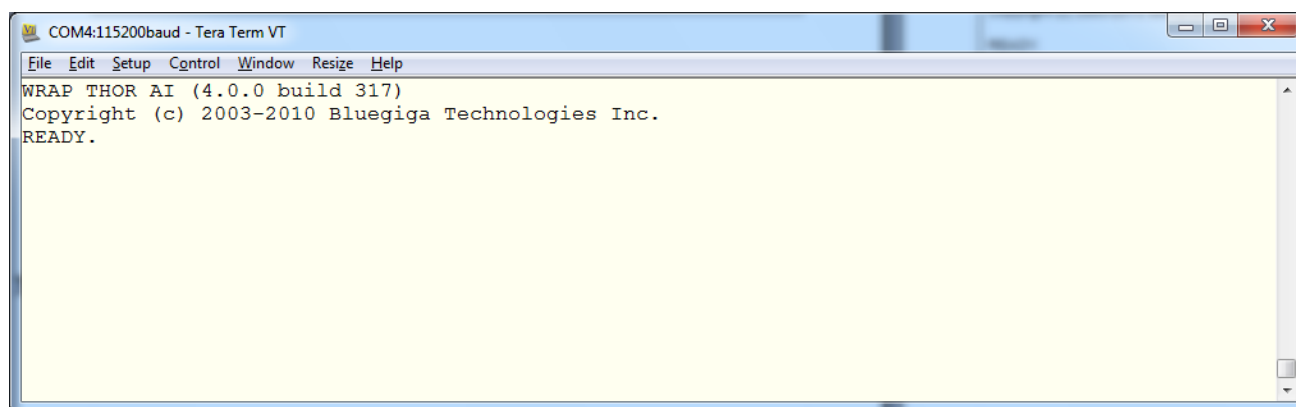 COM4:115200baud - Tera Term VT
File Edit Setup Control Window Resize Help
WRAP THOR AI (4.0.0 build 317)
Copyright (c) 2003-2010 Bluegiga Technologies Inc.
READY.